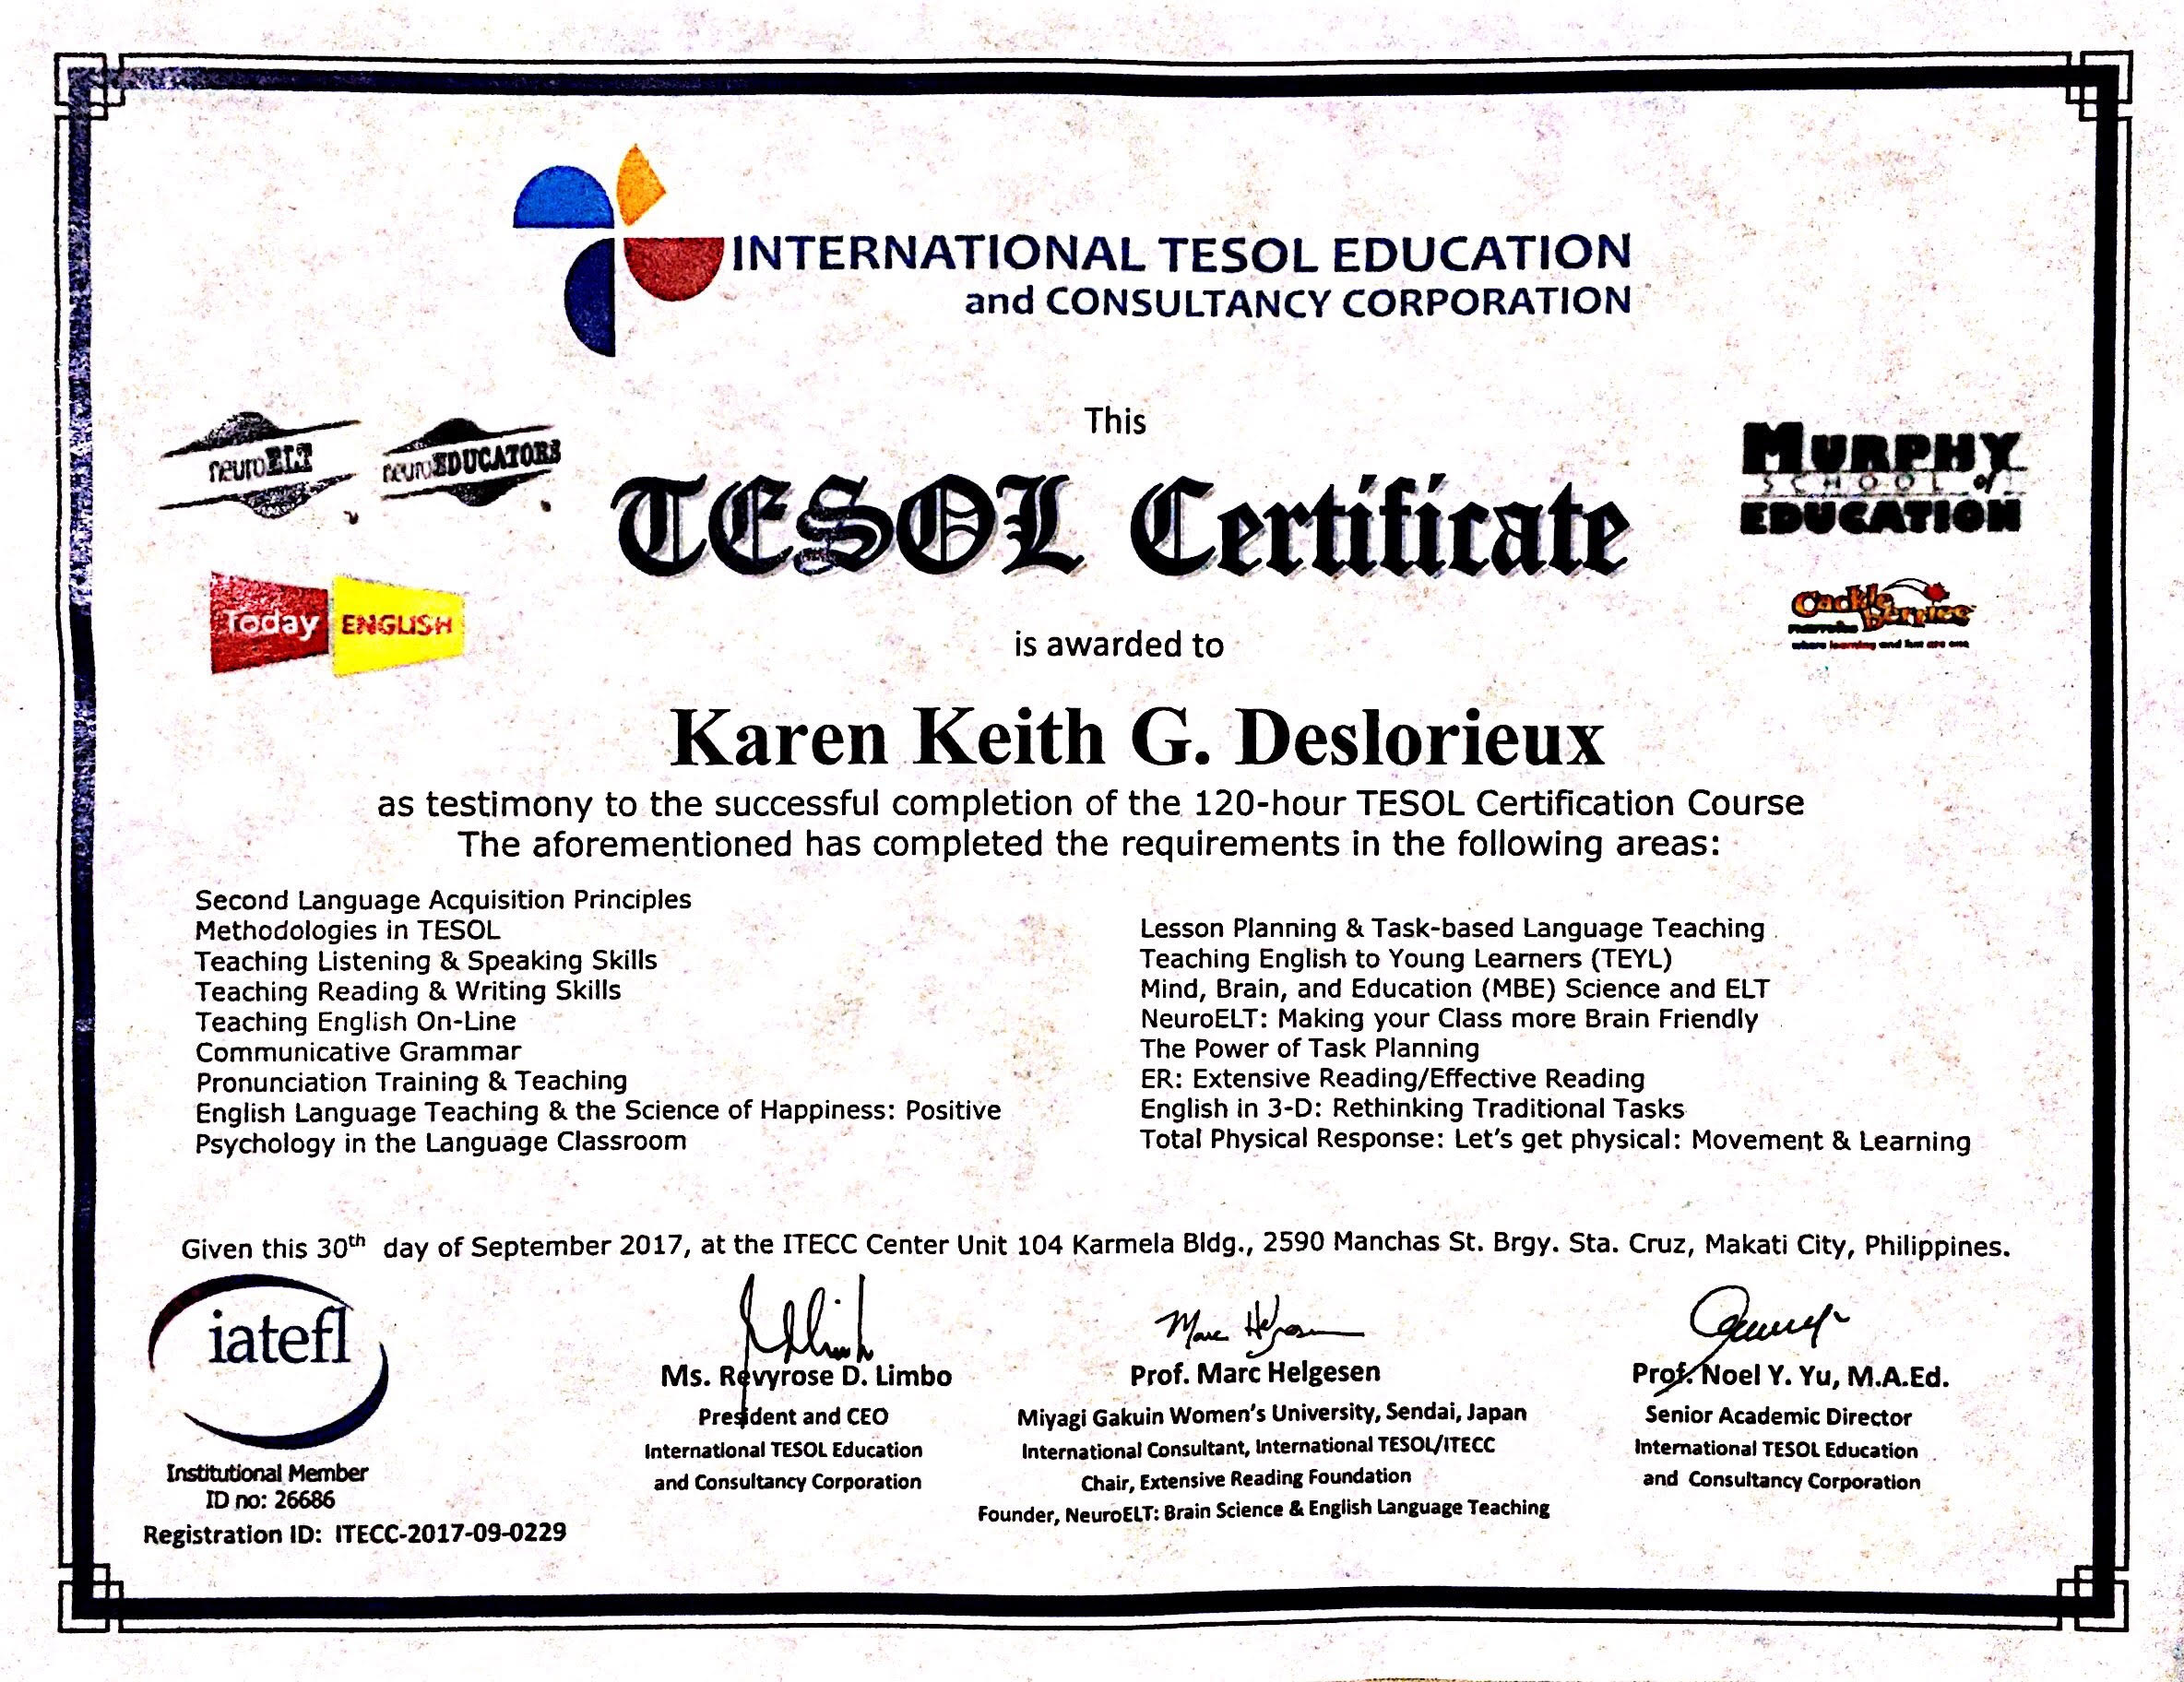 INTERNATIONAL TESOL EDUCATION
and CONSULTANCY CORPORATION
This
neuroELT
neuroEDUCATORS
MURPHY
SCHOOL of
EDUCATION
TESOL Certificate
Today ENGLISH
Cackle
Berries
where learning and fun are one
is awarded to
Karen Keith G. Deslorieux
as testimony to the successful completion of the 120-hour TESOL Certification Course
The aforementioned has completed the requirements in the following areas:
Second Language Acquisition Principles
Methodologies in TESOL
Teaching Listening & Speaking Skills
Teaching Reading & Writing Skills
Teaching English On-Line
Communicative Grammar
Pronunciation Training & Teaching
English Language Teaching & the Science of Happiness: Positive
Psychology in the Language Classroom
Lesson Planning & Task-based Language Teaching
Teaching English to Young Learners (TEYL)
Mind, Brain, and Education (MBE) Science and ELT
NeuroELT: Making your Class more Brain Friendly
The Power of Task Planning
ER: Extensive Reading/Effective Reading
English in 3-D: Rethinking Traditional Tasks
Total Physical Response: Let's get physical: Movement & Learning
Given this 30th day of September 2017, at the ITECC Center Unit 104 Karmela Bldg., 2590 Manchas St. Brgy. Sta. Cruz, Makati City, Philippines.
iatefl
Institutional Member
ID no: 26686
Registration ID: ITECC-2017-09-0229
Ms. Revyrose D. Limbo
President and CEO
International TESOL Education
and Consultancy Corporation
Marc Helgesen
Prof. Marc Helgesen
Miyagi Gakuin Women's University, Sendai, Japan
International Consultant, International TESOL/ITECC
Chair, Extensive Reading Foundation
Founder, NeuroELT: Brain Science & English Language Teaching
Prof. Noel Y. Yu, M.A.Ed.
Senior Academic Director
International TESOL Education
and Consultancy Corporation